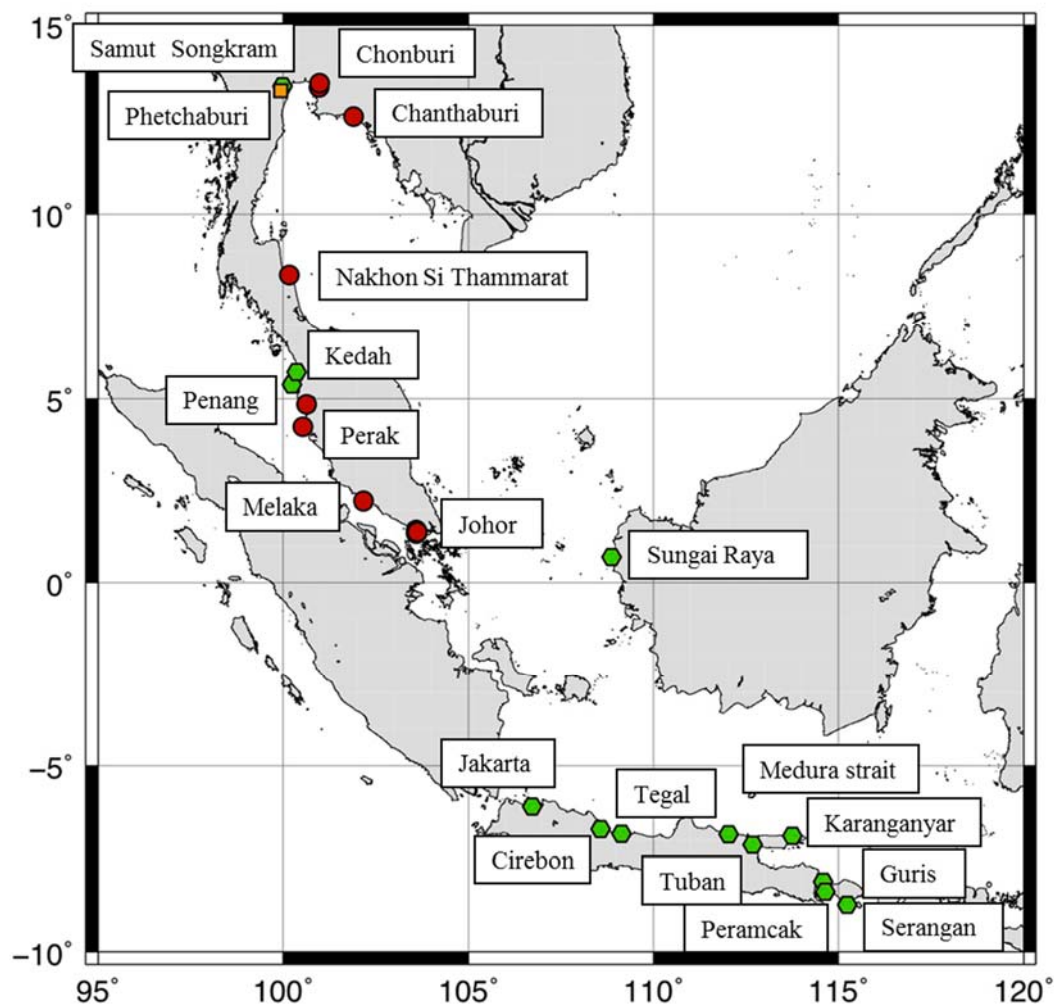 15°
Samut Songkram
Chonburi
Phetchaburi
Chanthaburi
10°
Nakhon Si Thammarat
Kedah
5°
Penang
Perak
Melaka
Johor
Sungai Raya
0°
Jakarta
Medura strait
−5°
Tegal
Karanganyar
Cirebon
Tuban
Guris
Peramcak
Serangan
−10°
95°
100°
105°
110°
115°
120°